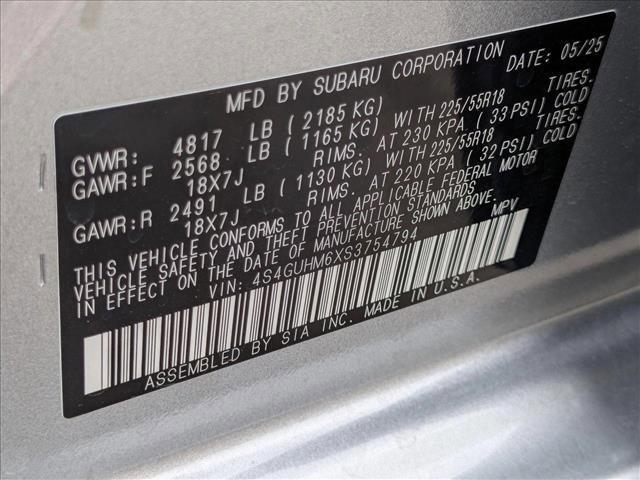 MFD BY SUBARU CORPORATION DATE: 05/25
GVWR: 4817 LB ( 2185 KG)
GAWR:F 2568 LB ( 1165 KG) WITH 225/55R18 TIRES.
18X7J RIMS. AT 230 KPA ( 33 PSI) COLD
GAWR:R 2491 LB ( 1130 KG) WITH 225/55R18 TIRES.
18X7J RIMS. AT 220 KPA ( 32 PSI) COLD
THIS VEHICLE CONFORMS TO ALL APPLICABLE FEDERAL MOTOR
VEHICLE SAFETY AND THEFT PREVENTION STANDARDS
IN EFFECT ON THE DATE OF MANUFACTURE SHOWN ABOVE.
VIN: 4S4GUHM6XS3754794 MPV
ASSEMBLED BY SIA INC. MADE IN U.S.A.